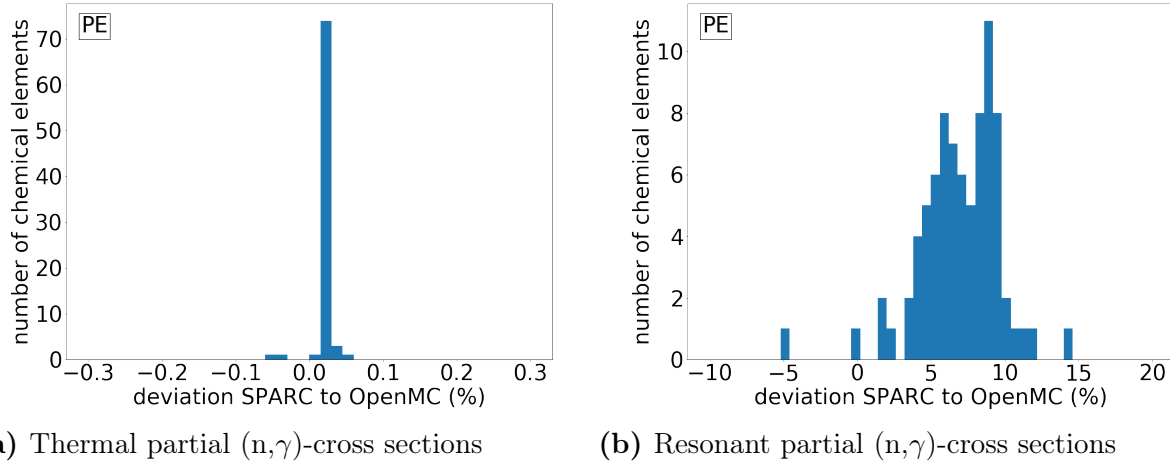 PE
number of chemical elements
70
60
50
40
30
20
10
0
−0.3 −0.2 −0.1 0.0 0.1 0.2 0.3
deviation SPARC to OpenMC (%)
) Thermal partial (n,γ)-cross sections
PE
number of chemical elements
10
8
6
4
2
0
−10 −5 0 5 10 15 20
deviation SPARC to OpenMC (%)
(b) Resonant partial (n,γ)-cross sections